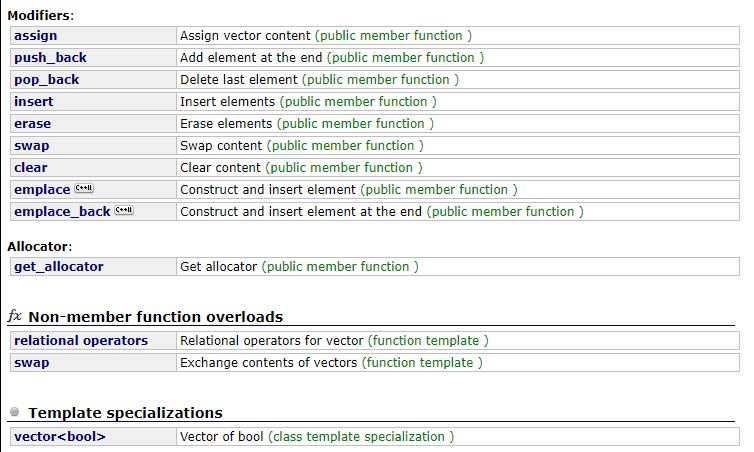 Modifiers:
assign Assign vector content (public member function )
push_back Add element at the end (public member function )
pop_back Delete last element (public member function )
insert Insert elements (public member function )
erase Erase elements (public member function )
swap Swap content (public member function )
clear Clear content (public member function )
emplace C++11 Construct and insert element (public member function )
emplace_back C++11 Construct and insert element at the end (public member function )
Allocator:
get_allocator Get allocator (public member function )
fx Non-member function overloads
relational operators Relational operators for vector (function template )
swap Exchange contents of vectors (function template )
Template specializations
vector<bool> Vector of bool (class template specialization )